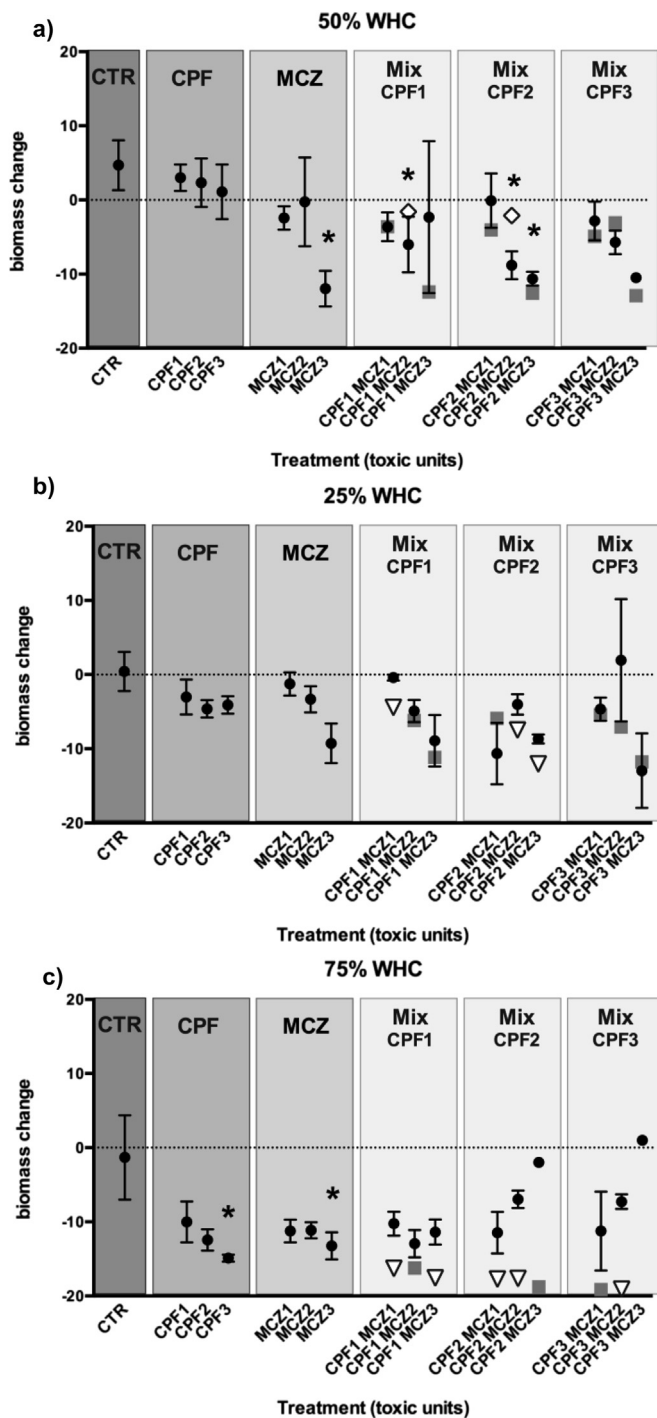 a)
50% WHC
CTR
CPF
MCZ
Mix
CPF1
Mix
CPF2
Mix
CPF3
20
10
0
-10
-20
biomass change
*
*
*
*
CTR
CPF1
CPF2
CPF3
MCZ1
MCZ2
MCZ3
CPF1 MCZ1
CPF1 MCZ2
CPF1 MCZ3
CPF2 MCZ1
CPF2 MCZ2
CPF2 MCZ3
CPF3 MCZ1
CPF3 MCZ2
CPF3 MCZ3
Treatment (toxic units)
b)
25% WHC
CTR
CPF
MCZ
Mix
CPF1
Mix
CPF2
Mix
CPF3
20
10
0
-10
-20
biomass change
CTR
CPF1
CPF2
CPF3
MCZ1
MCZ2
MCZ3
CPF1 MCZ1
CPF1 MCZ2
CPF1 MCZ3
CPF2 MCZ1
CPF2 MCZ2
CPF2 MCZ3
CPF3 MCZ1
CPF3 MCZ2
CPF3 MCZ3
Treatment (toxic units)
c)
75% WHC
CTR
CPF
MCZ
Mix
CPF1
Mix
CPF2
Mix
CPF3
20
10
0
-10
-20
biomass change
*
*
CTR
CPF1
CPF2
CPF3
MCZ1
MCZ2
MCZ3
CPF1 MCZ1
CPF1 MCZ2
CPF1 MCZ3
CPF2 MCZ1
CPF2 MCZ2
CPF2 MCZ3
CPF3 MCZ1
CPF3 MCZ2
CPF3 MCZ3
Treatment (toxic units)